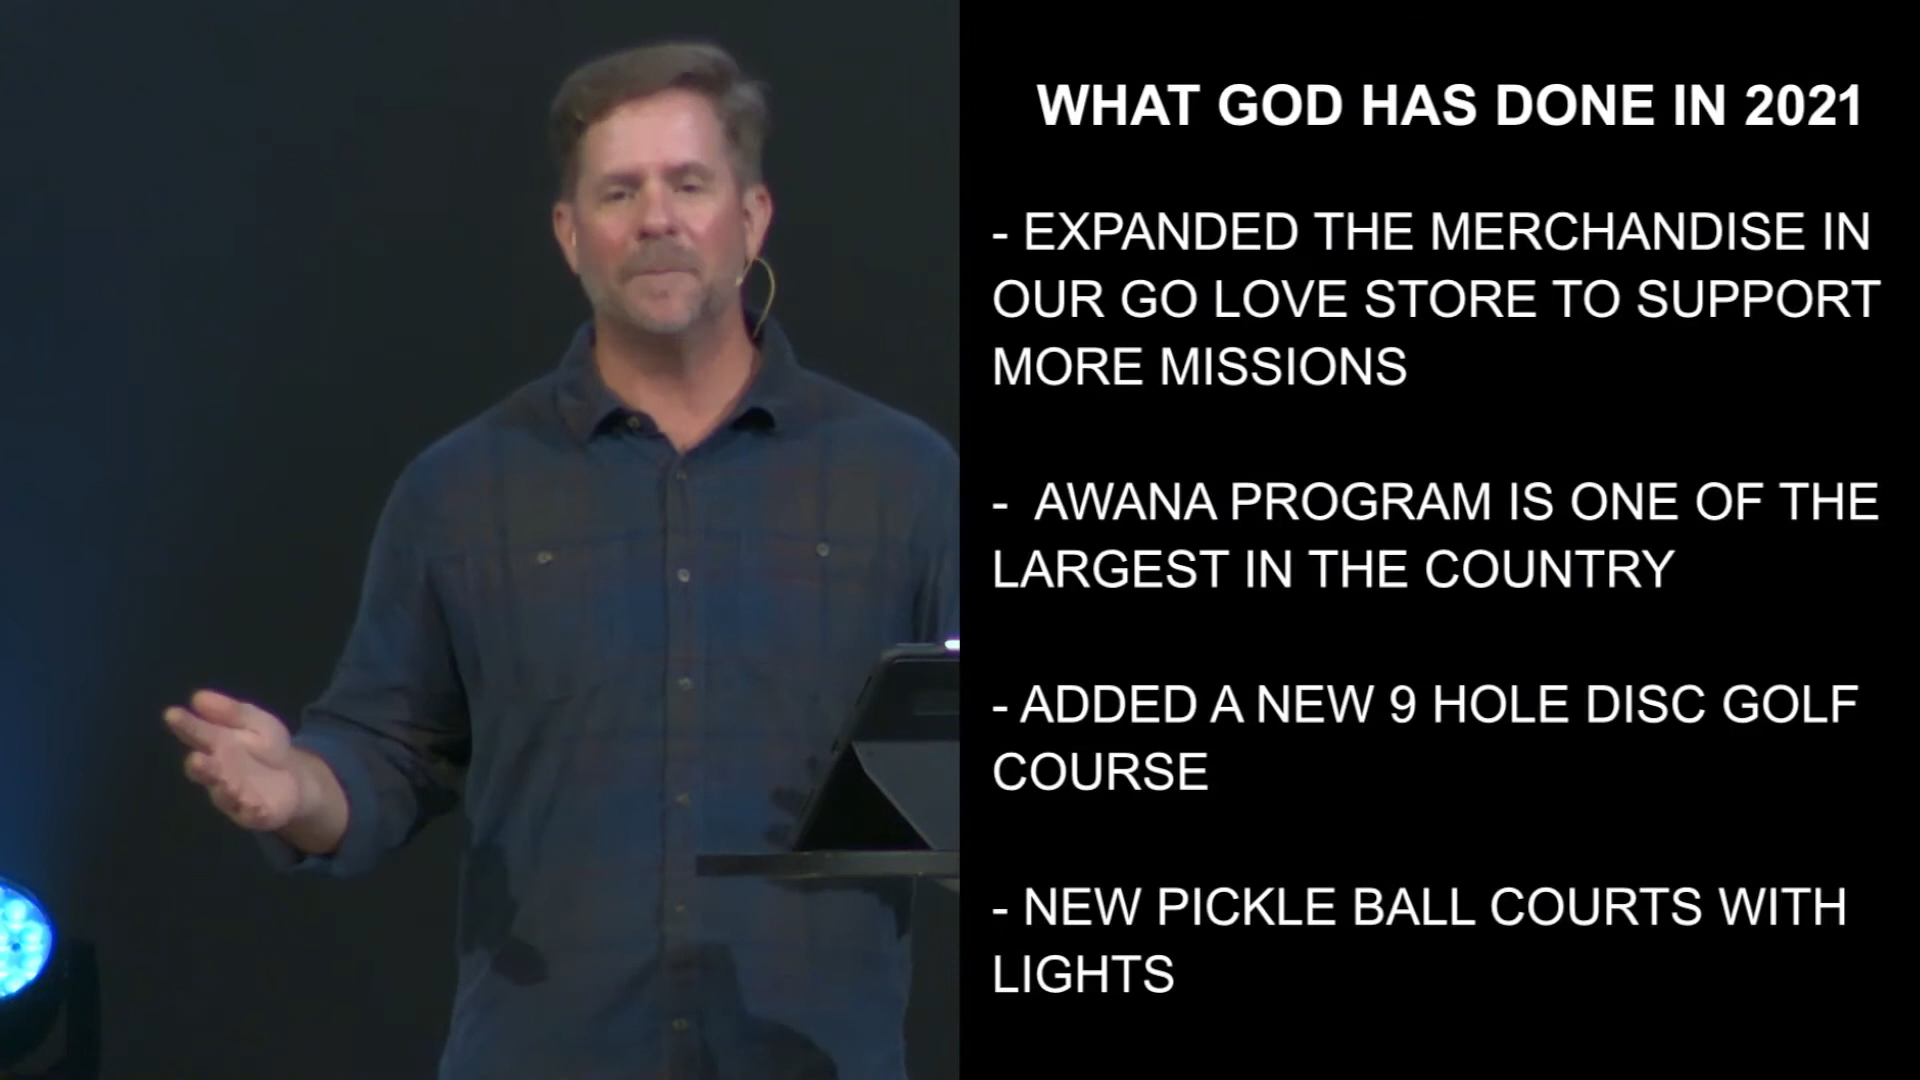 WHAT GOD HAS DONE IN 2021
- EXPANDED THE MERCHANDISE IN
OUR GO LOVE STORE TO SUPPORT
MORE MISSIONS
- AWANA PROGRAM IS ONE OF THE
LARGEST IN THE COUNTRY
- ADDED A NEW 9 HOLE DISC GOLF
COURSE
- NEW PICKLE BALL COURTS WITH
LIGHTS